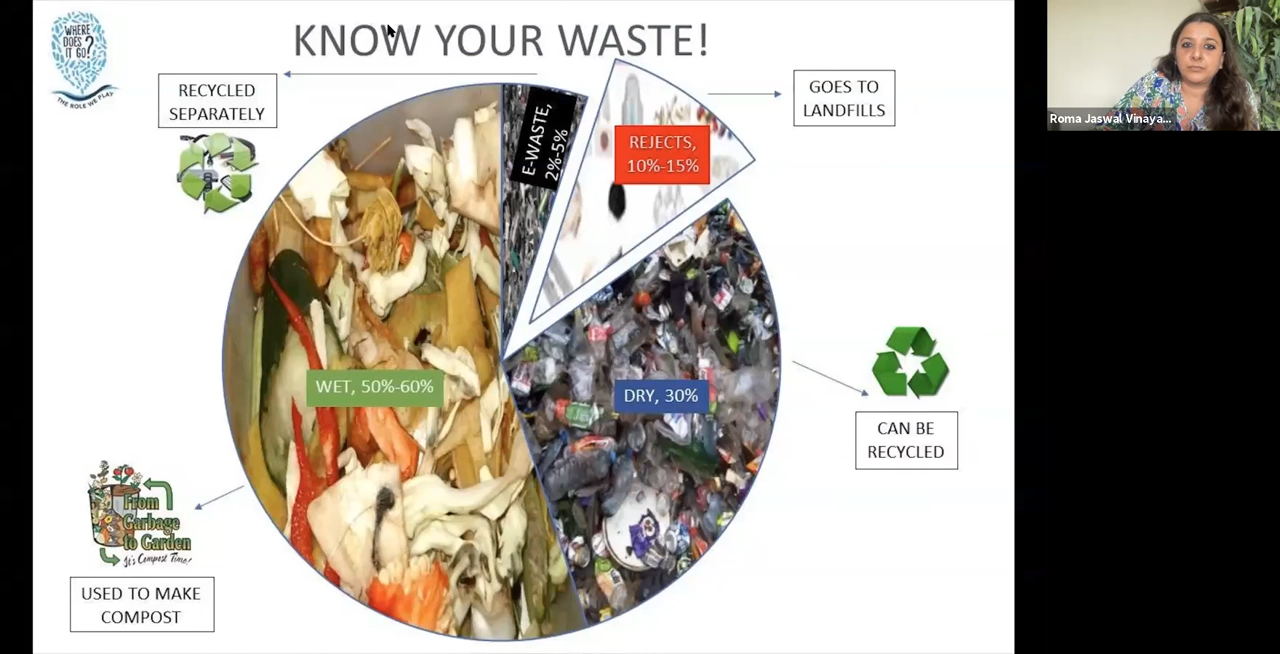 WHERE
DOES
IT GO?
THE ROLE WE PLAY
KNOW YOUR WASTE!
RECYCLED
SEPARATELY
E-WASTE,
2%-5%
REJECTS,
10%-15%
GOES TO
LANDFILLS
WET, 50%-60%
DRY, 30%
CAN BE
RECYCLED
From
Garbage
to Garden
It's Compost Time!
USED TO MAKE
COMPOST
Roma Jaswal Vinaya...